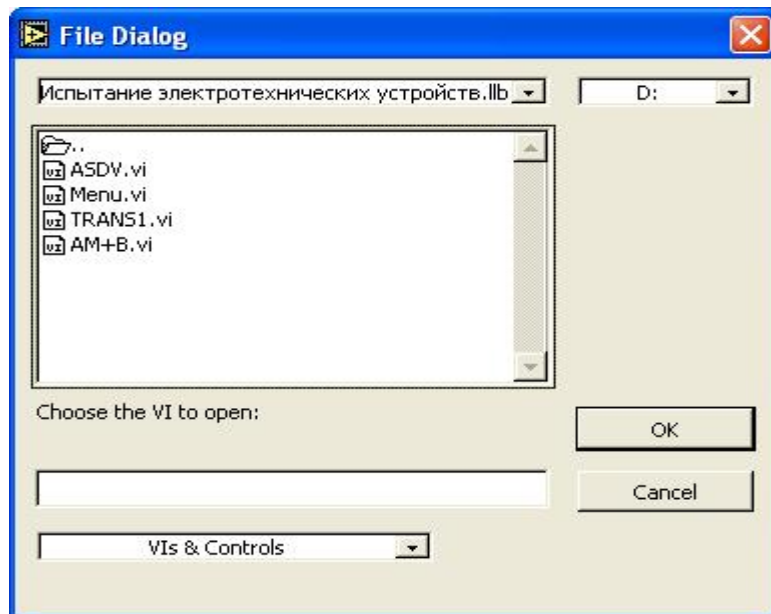 File Dialog
Испытание электротехнических устройств.llb
D:
..
ASDV.vi
Menu.vi
TRANS1.vi
AM+B.vi
Choose the VI to open:
OK
Cancel
VIs & Controls